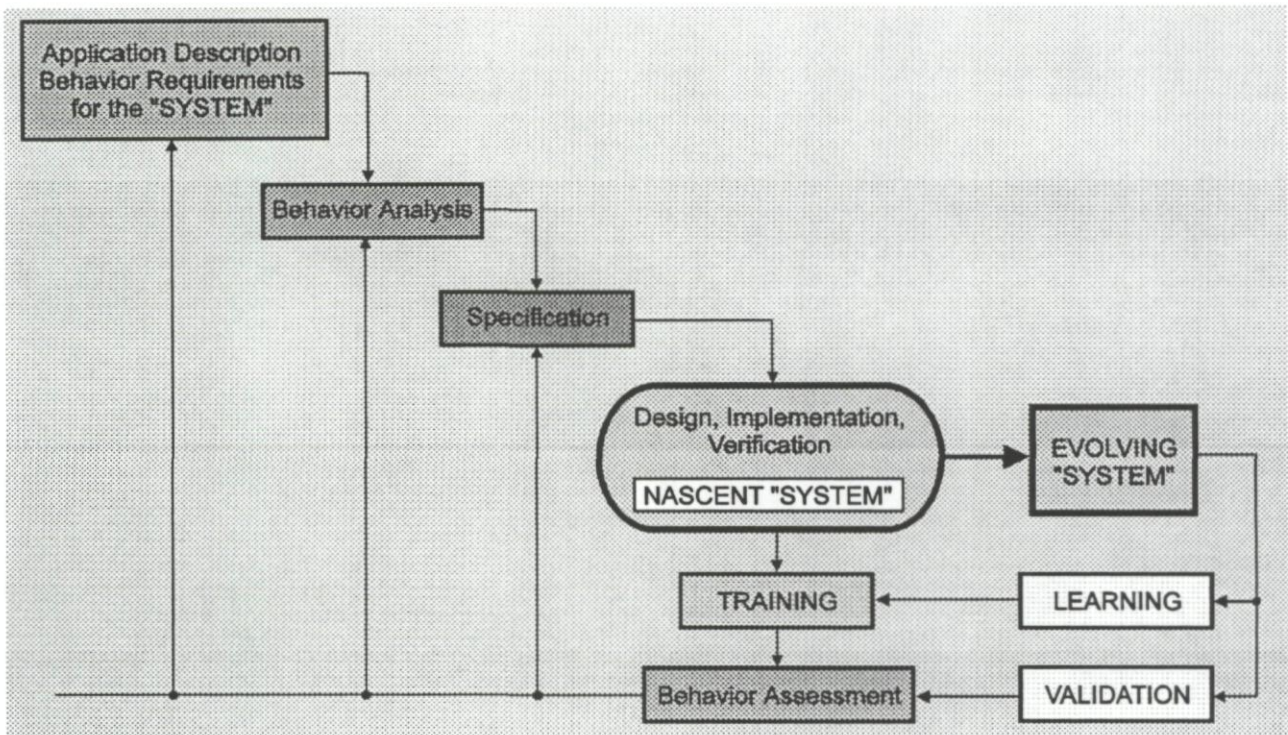 Application Description
Behavior Requirements
for the "SYSTEM"
Behavior Analysis
Specification
Design, Implementation,
Verification
NASCENT "SYSTEM"
EVOLVING
"SYSTEM"
TRAINING
LEARNING
Behavior Assessment
VALIDATION